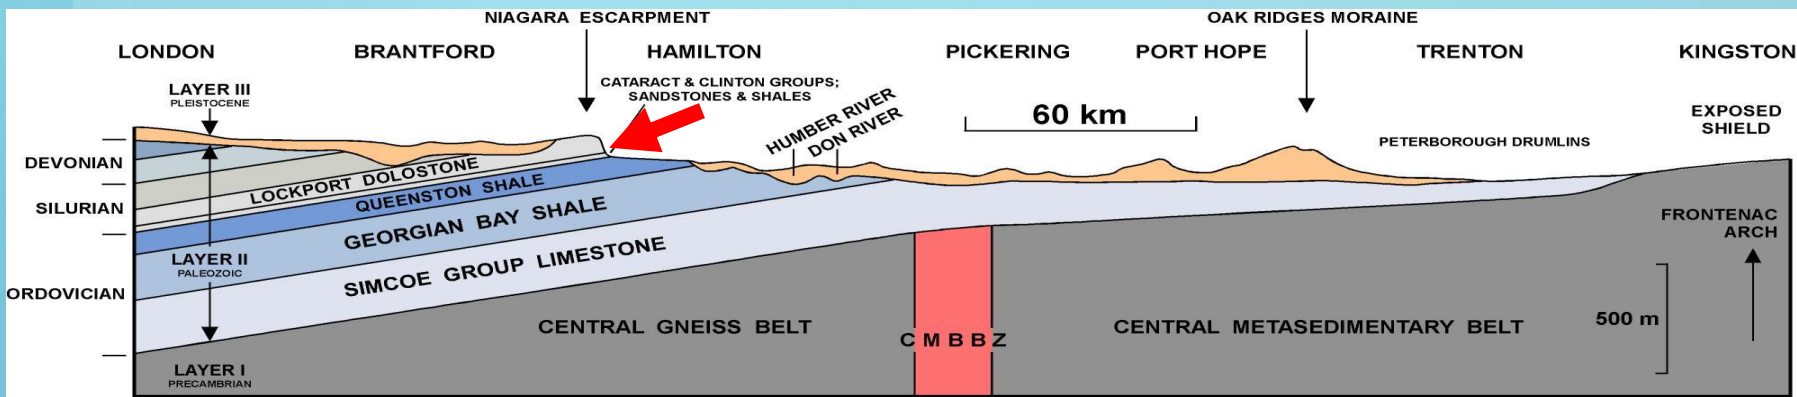 NIAGARA ESCARPMENT
OAK RIDGES MORAINE
LONDON
BRANTFORD
HAMILTON
PICKERING
PORT HOPE
TRENTON
KINGSTON
LAYER III
PLEISTOCENE
CATARACT & CLINTON GROUPS;
SANDSTONES & SHALES
HUMBER RIVER
DON RIVER
60 km
PETERBOROUGH DRUMLINS
EXPOSED
SHIELD
DEVONIAN
SILURIAN
ORDOVICIAN
LOCKPORT DOLOSTONE
QUEENSTON SHALE
GEORGIAN BAY SHALE
SIMCOE GROUP LIMESTONE
LAYER II
PALEOZOIC
FRONTENAC
ARCH
CENTRAL GNEISS BELT
C M B B Z
CENTRAL METASEDIMENTARY BELT
500 m
LAYER I
PRECAMBRIAN